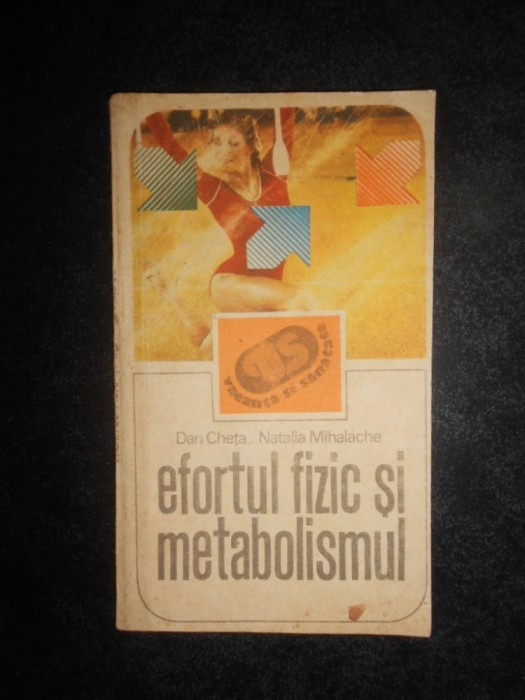 VS
vacanța și sănătate
Dan Cheța, Natalia Mihalache
efortul fizic și
metabolismul